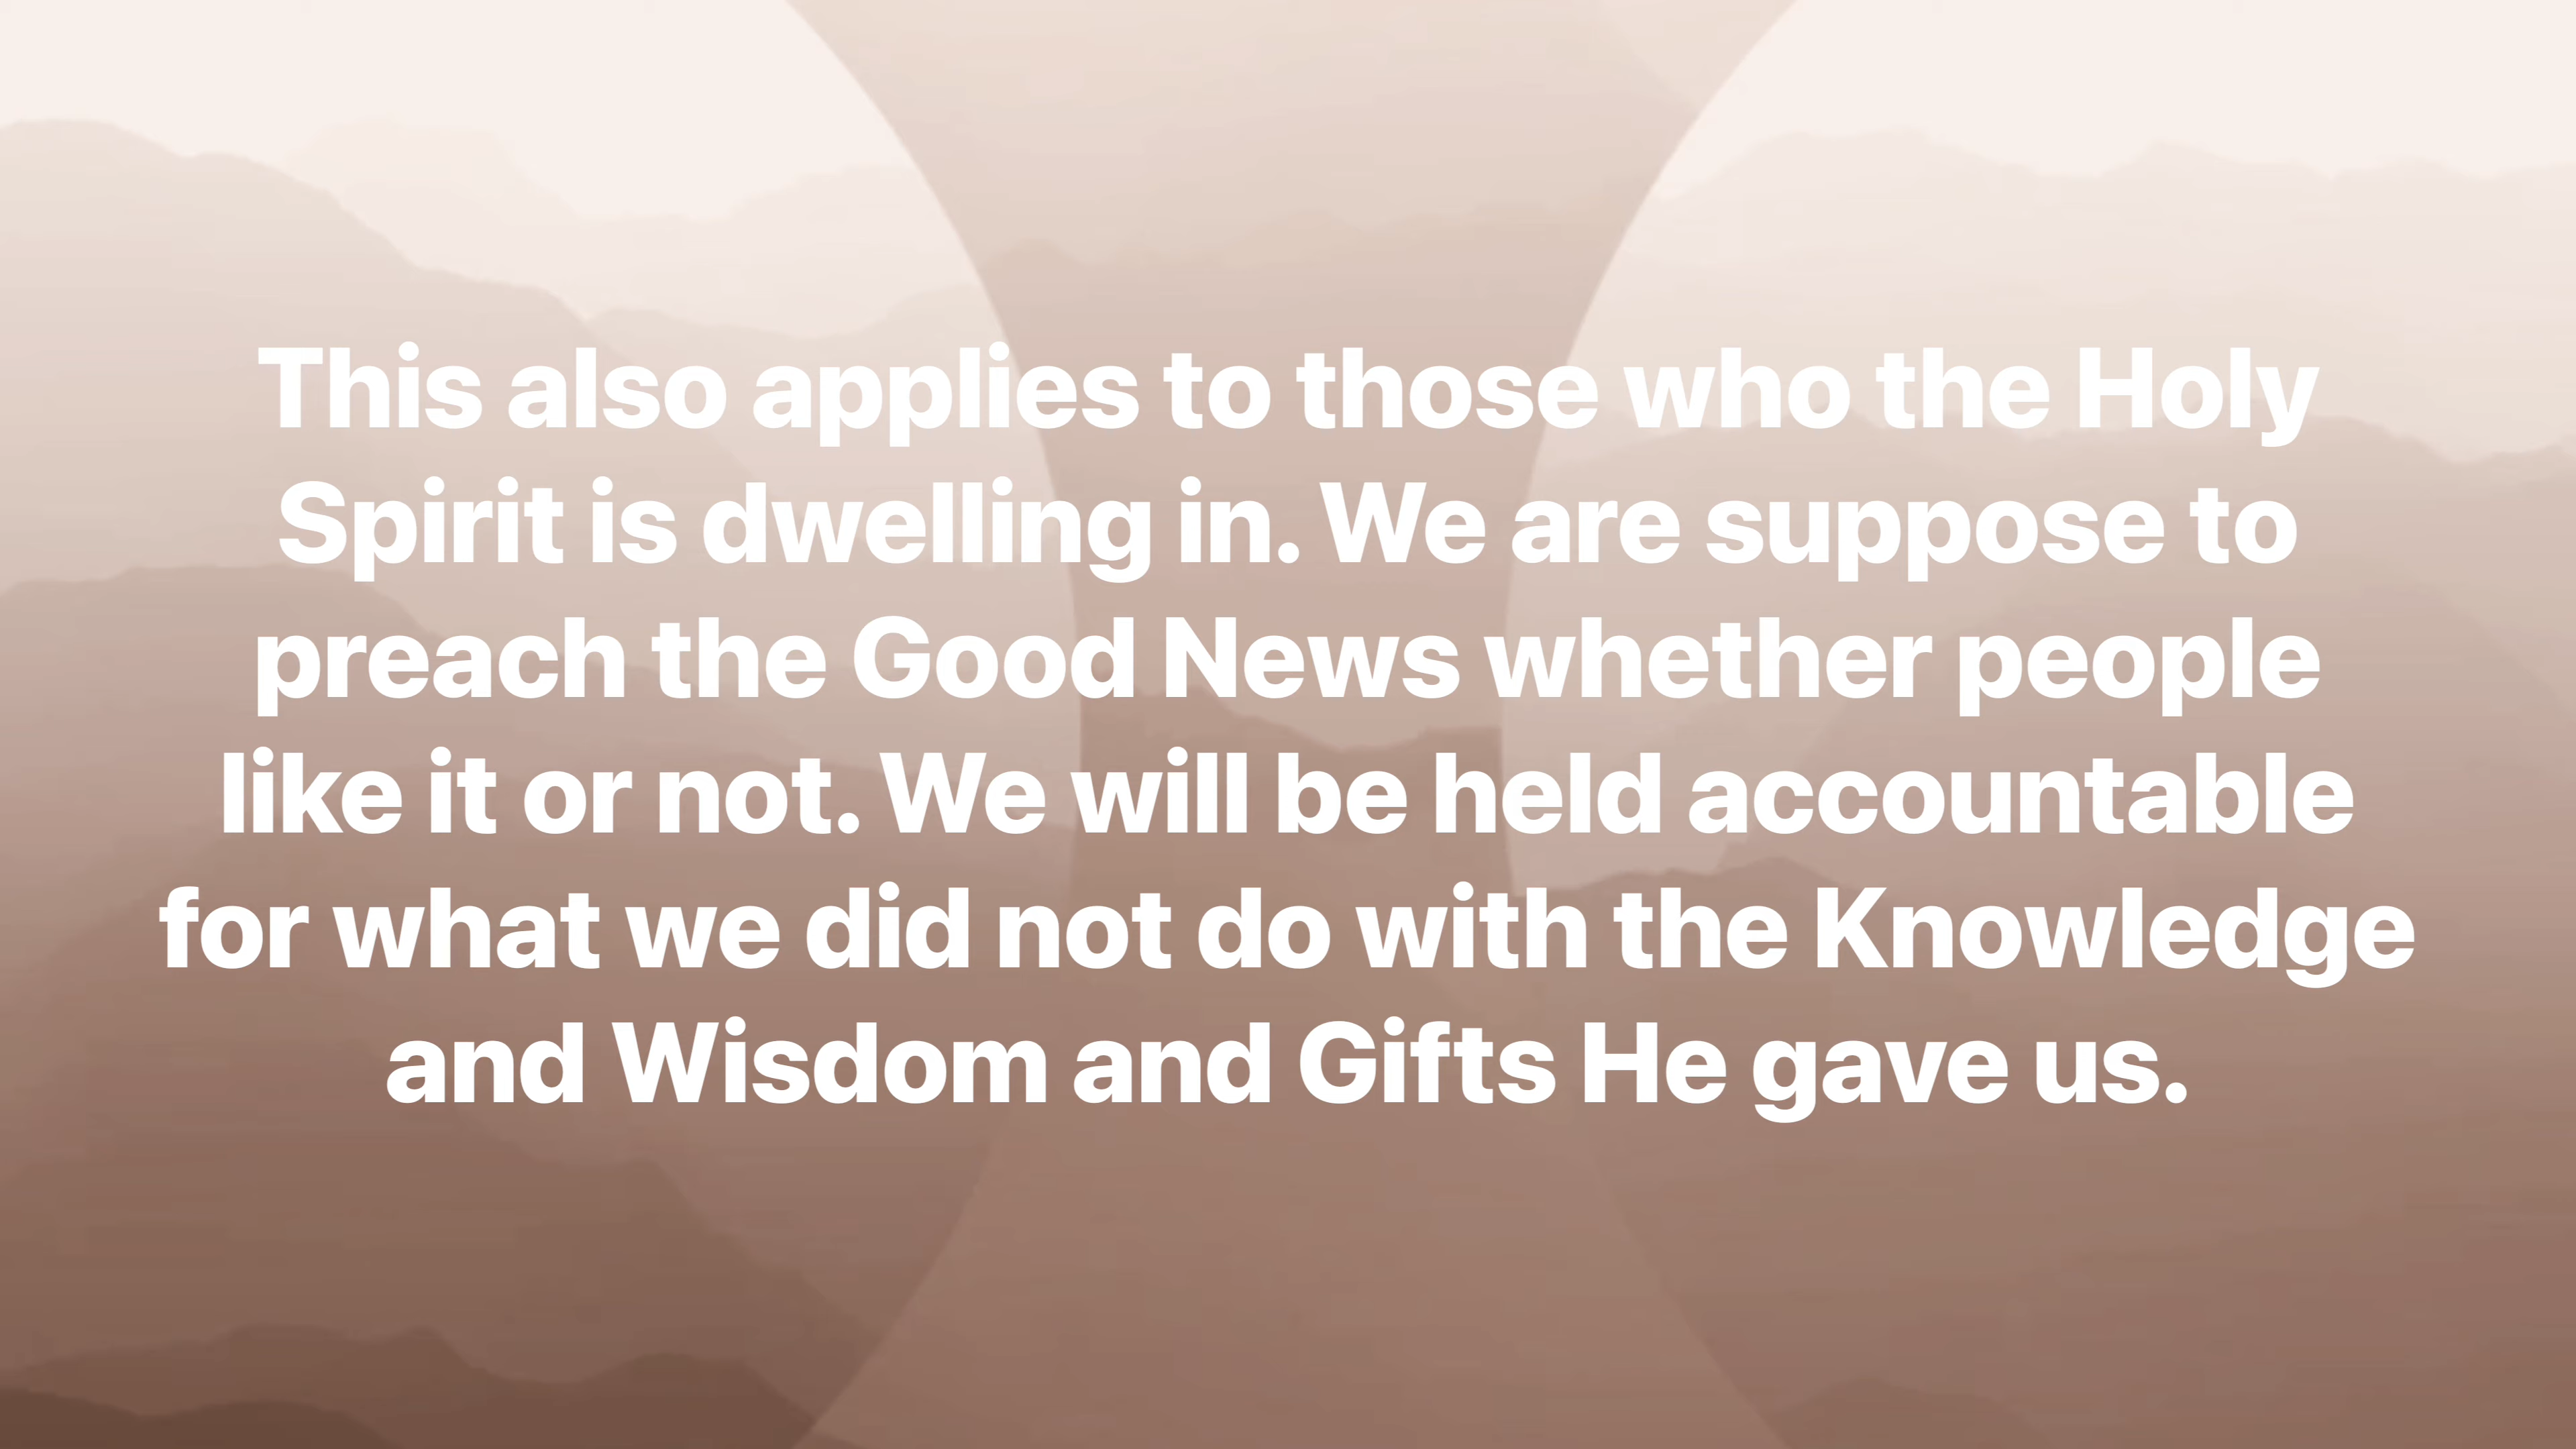 This also applies to those who the Holy
Spirit is dwelling in. We are suppose to
preach the Good News whether people
like it or not. We will be held accountable
for what we did not do with the Knowledge
and Wisdom and Gifts He gave us.